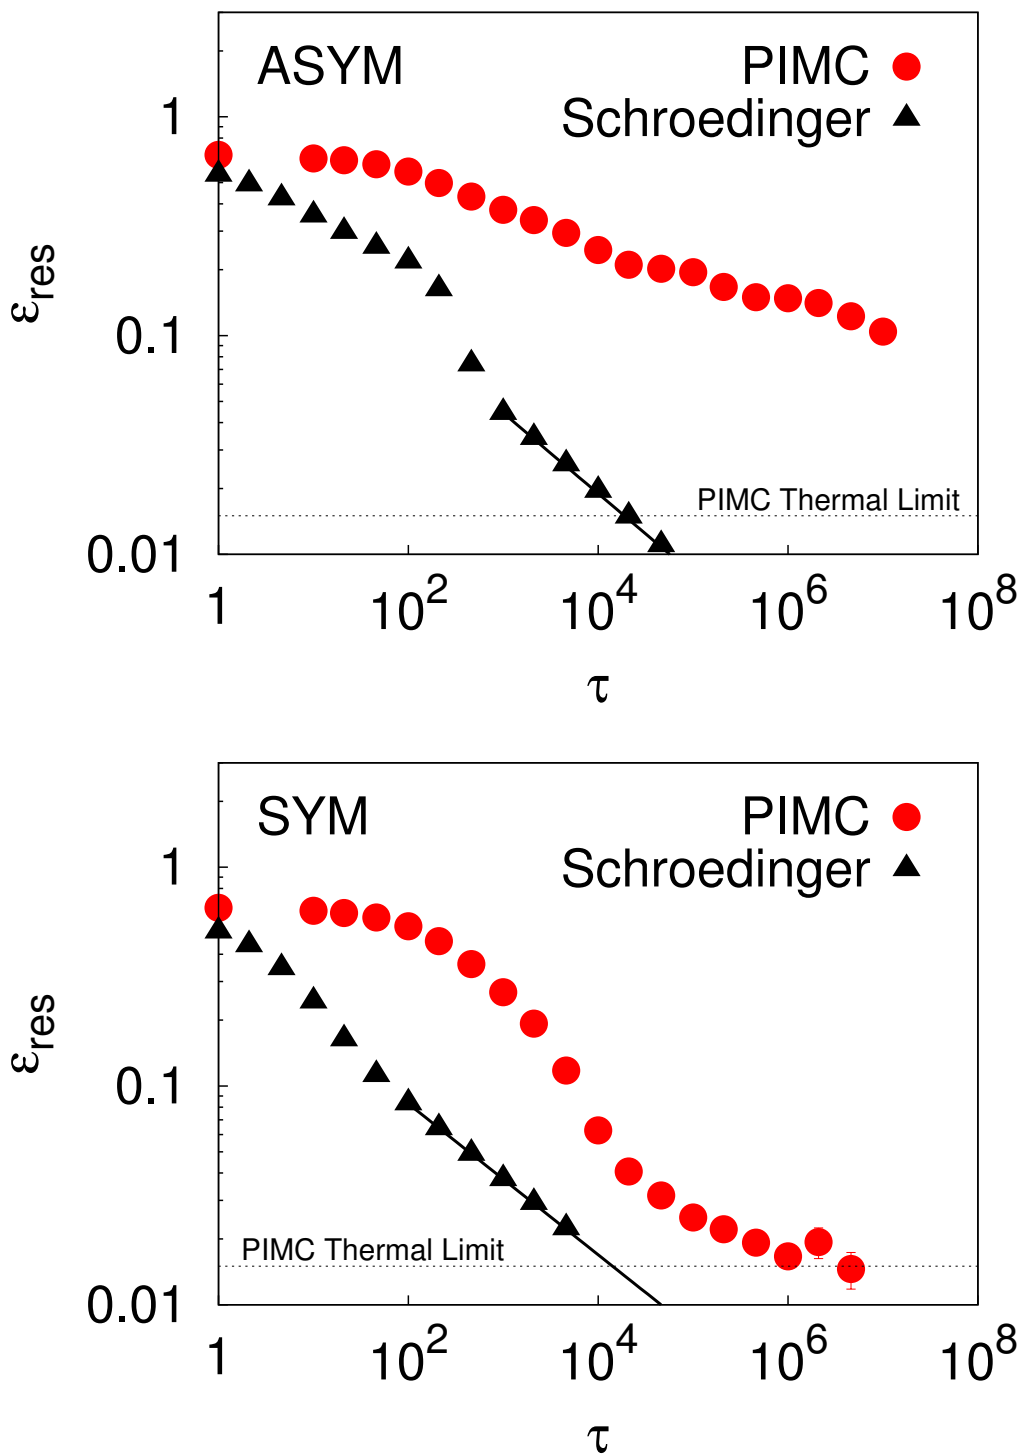 ASYM
PIMC
Schroedinger
1
0.1
0.01
ε_res
PIMC Thermal Limit
1
10^2
10^4
10^6
10^8
τ
SYM
PIMC
Schroedinger
1
0.1
0.01
ε_res
PIMC Thermal Limit
1
10^2
10^4
10^6
10^8
τ